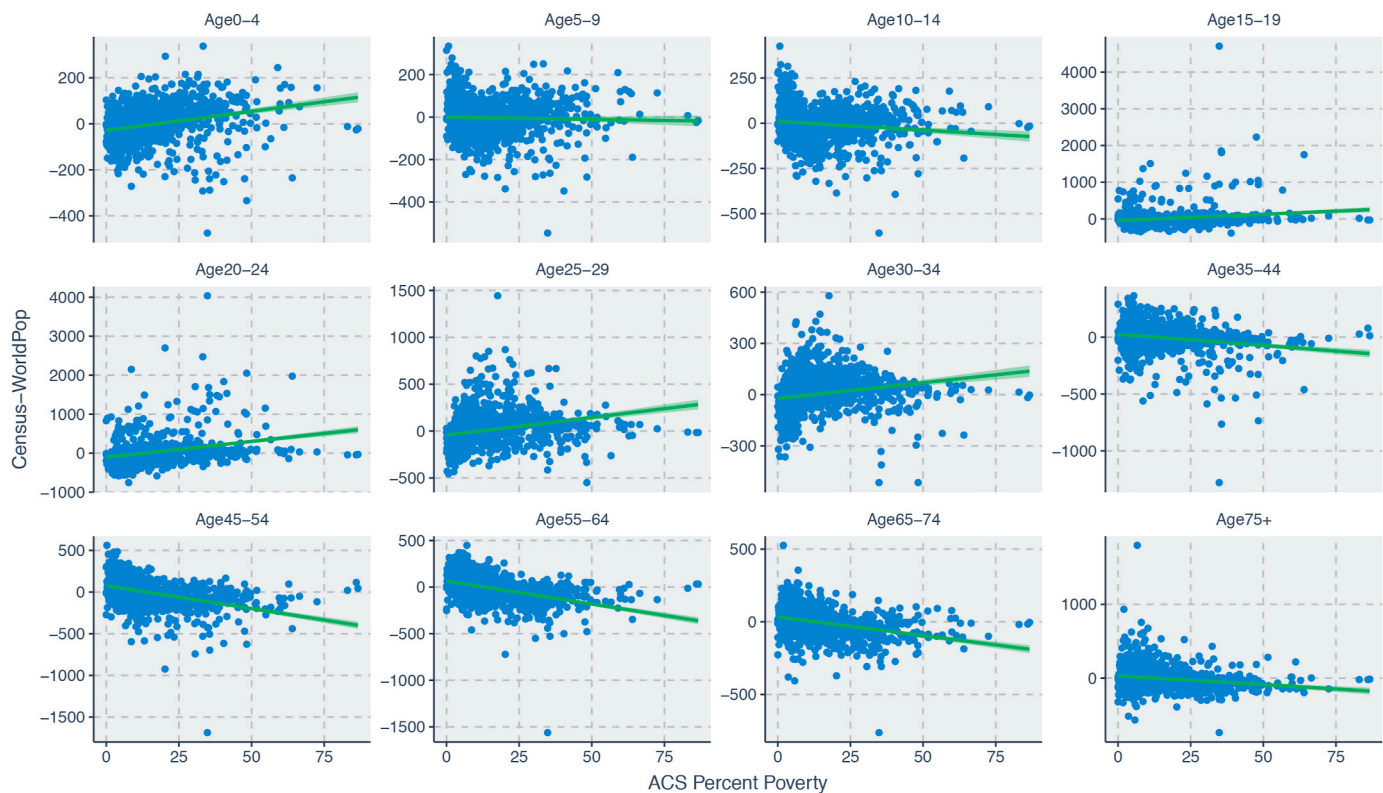 Age0−4 Age5−9 Age10−14 Age15−19
200 0 −200 −400
200 0 −200 −400
250 0 −250 −500
4000 3000 2000 1000 0
Age20−24 Age25−29 Age30−34 Age35−44
4000 3000 2000 1000 0 −1000
1500 1000 500 0 −500
600 300 0 −300
0 −500 −1000
Census−WorldPop
Age45−54 Age55−64 Age65−74 Age75+
500 0 −500 −1000 −1500
500 0 −500 −1000 −1500
500 0 −500
1000 0
0 25 50 75 0 25 50 75 0 25 50 75 0 25 50 75
ACS Percent Poverty